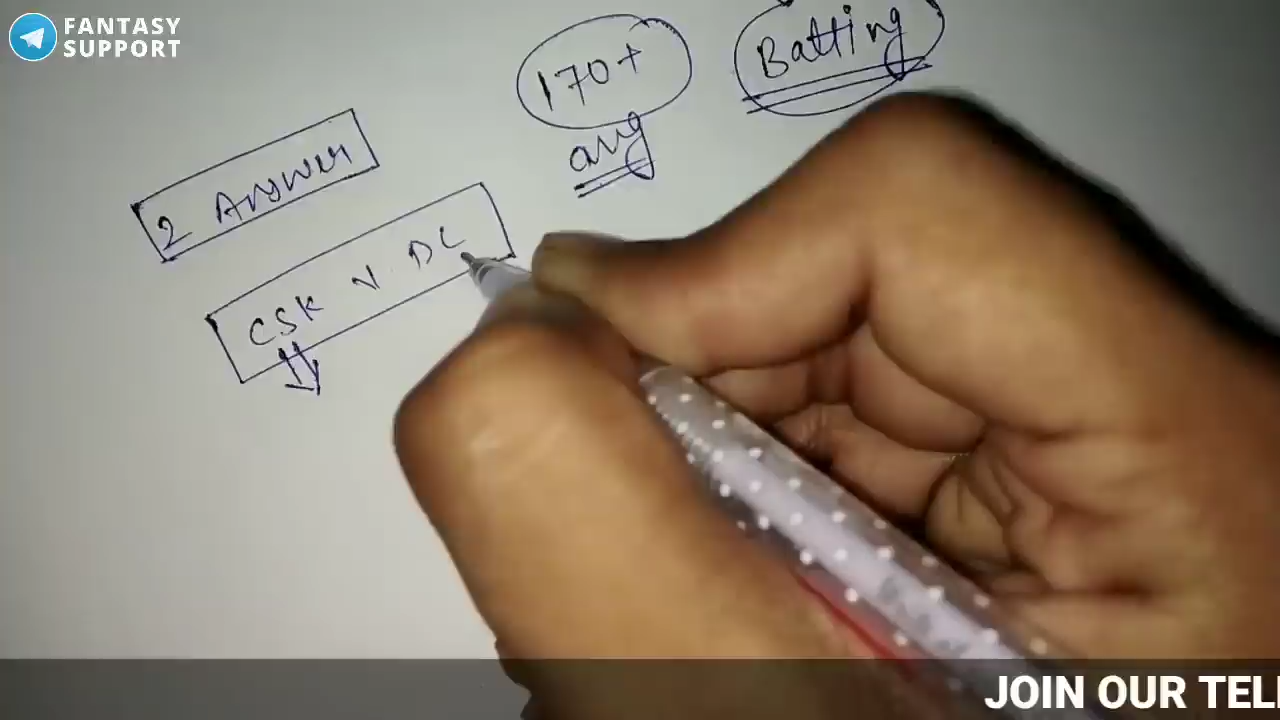 FANTASY
SUPPORT
170+
avg
Batting
2 Answer
CSK V DC
JOIN OUR TEL